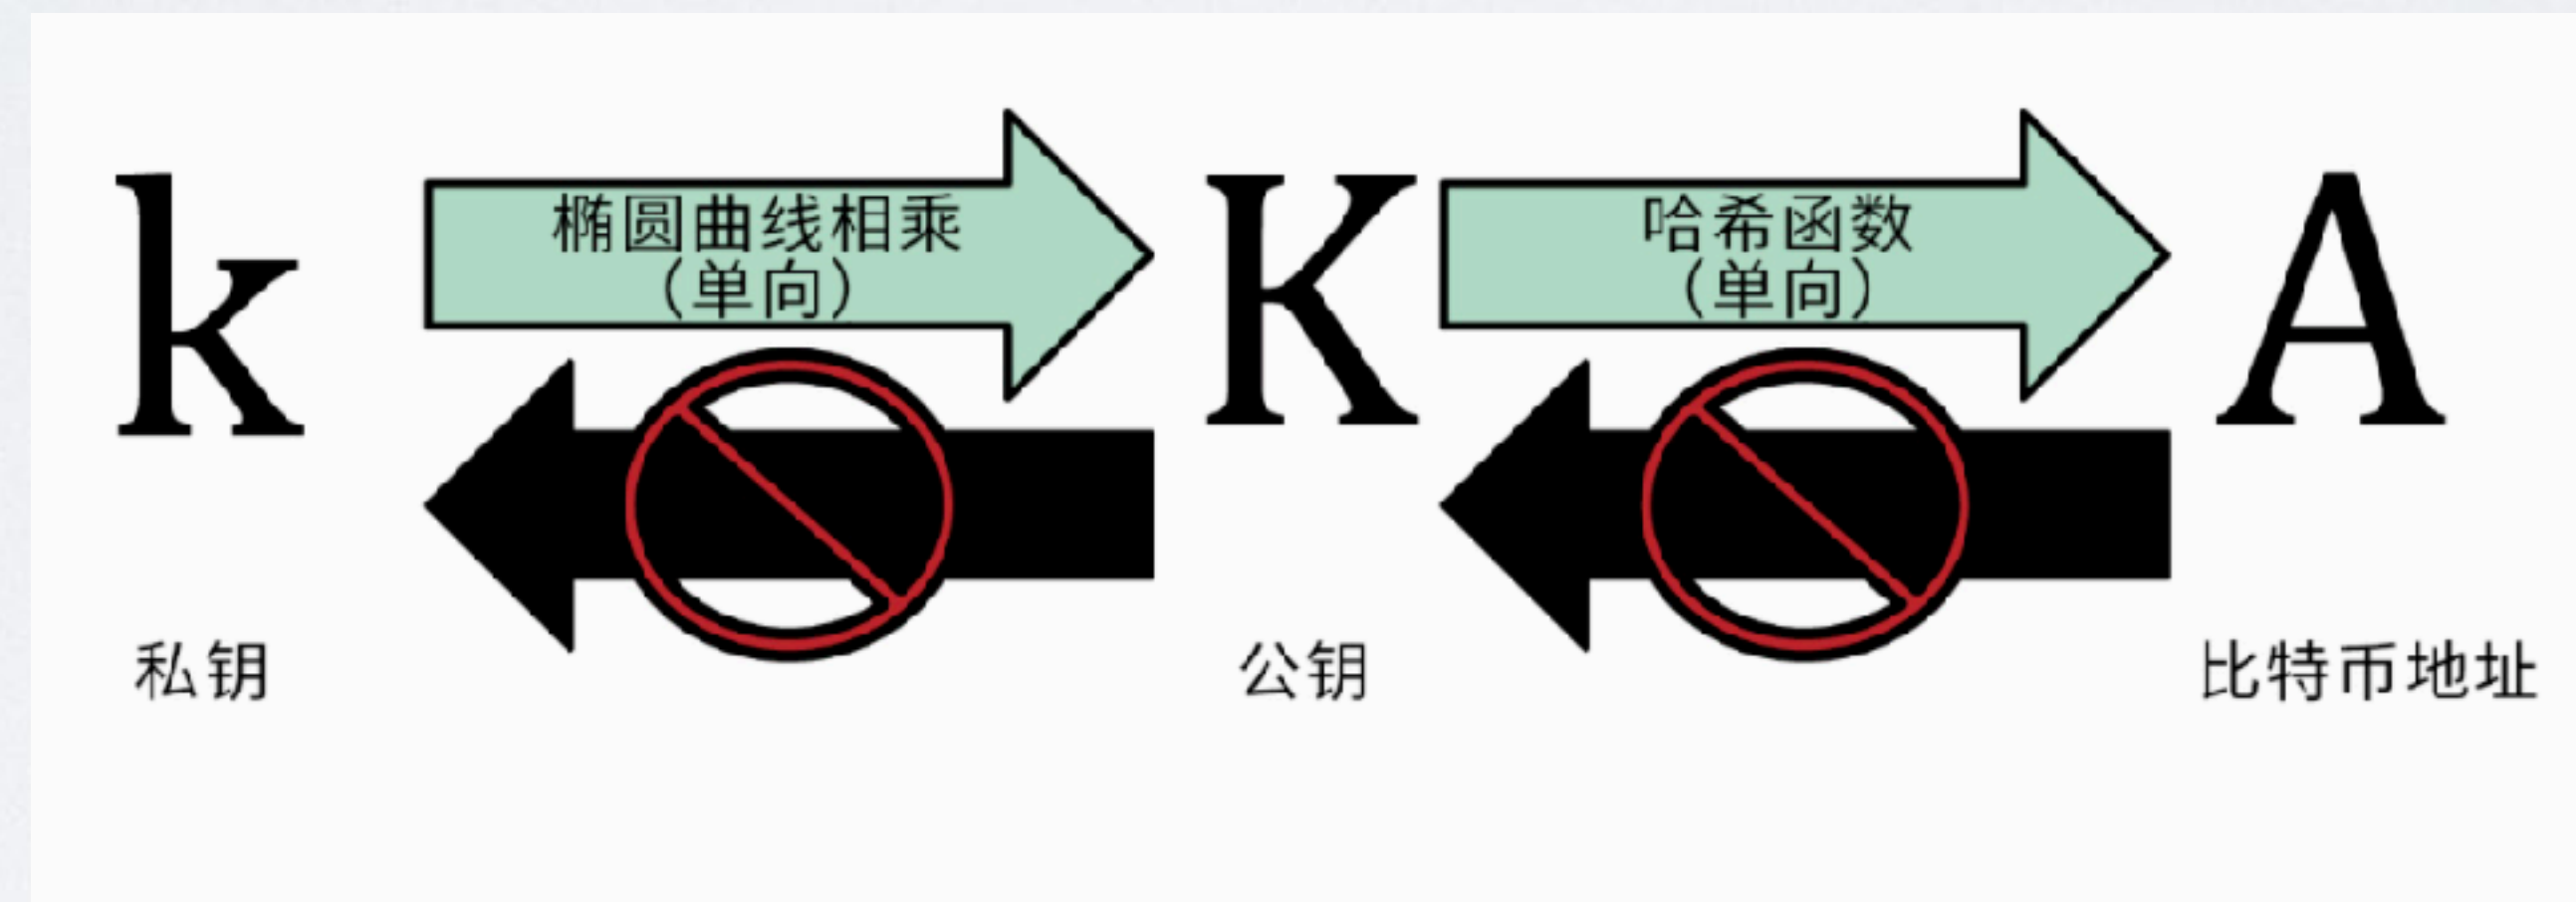 k
椭圆曲线相乘
（单向）
K
哈希函数
（单向）
A
私钥
公钥
比特币地址